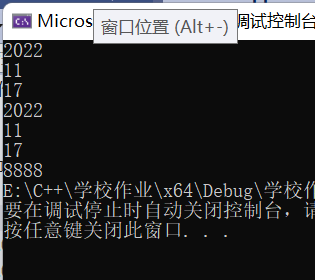 Micros
窗口位置 (Alt+-)
调试控制台
2022
11
17
2022
11
17
8888
E:\C++\学校作业\x64\Debug\学校
要在调试停止时自动关闭控制台，
按任意键关闭此窗口. . .